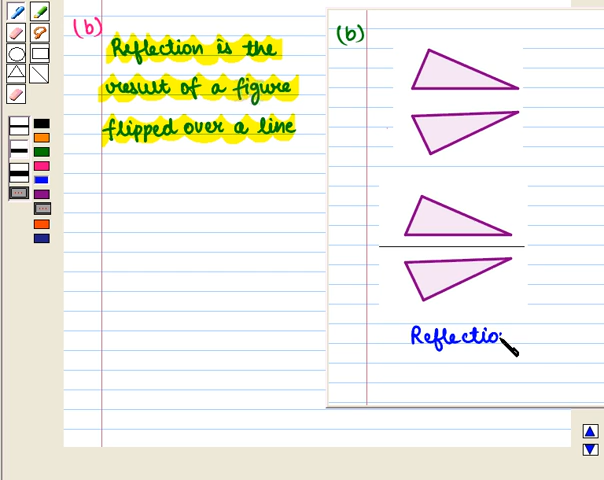 (b)
Reflection is the
result of a figure
flipped over a line
(b)
Reflectio